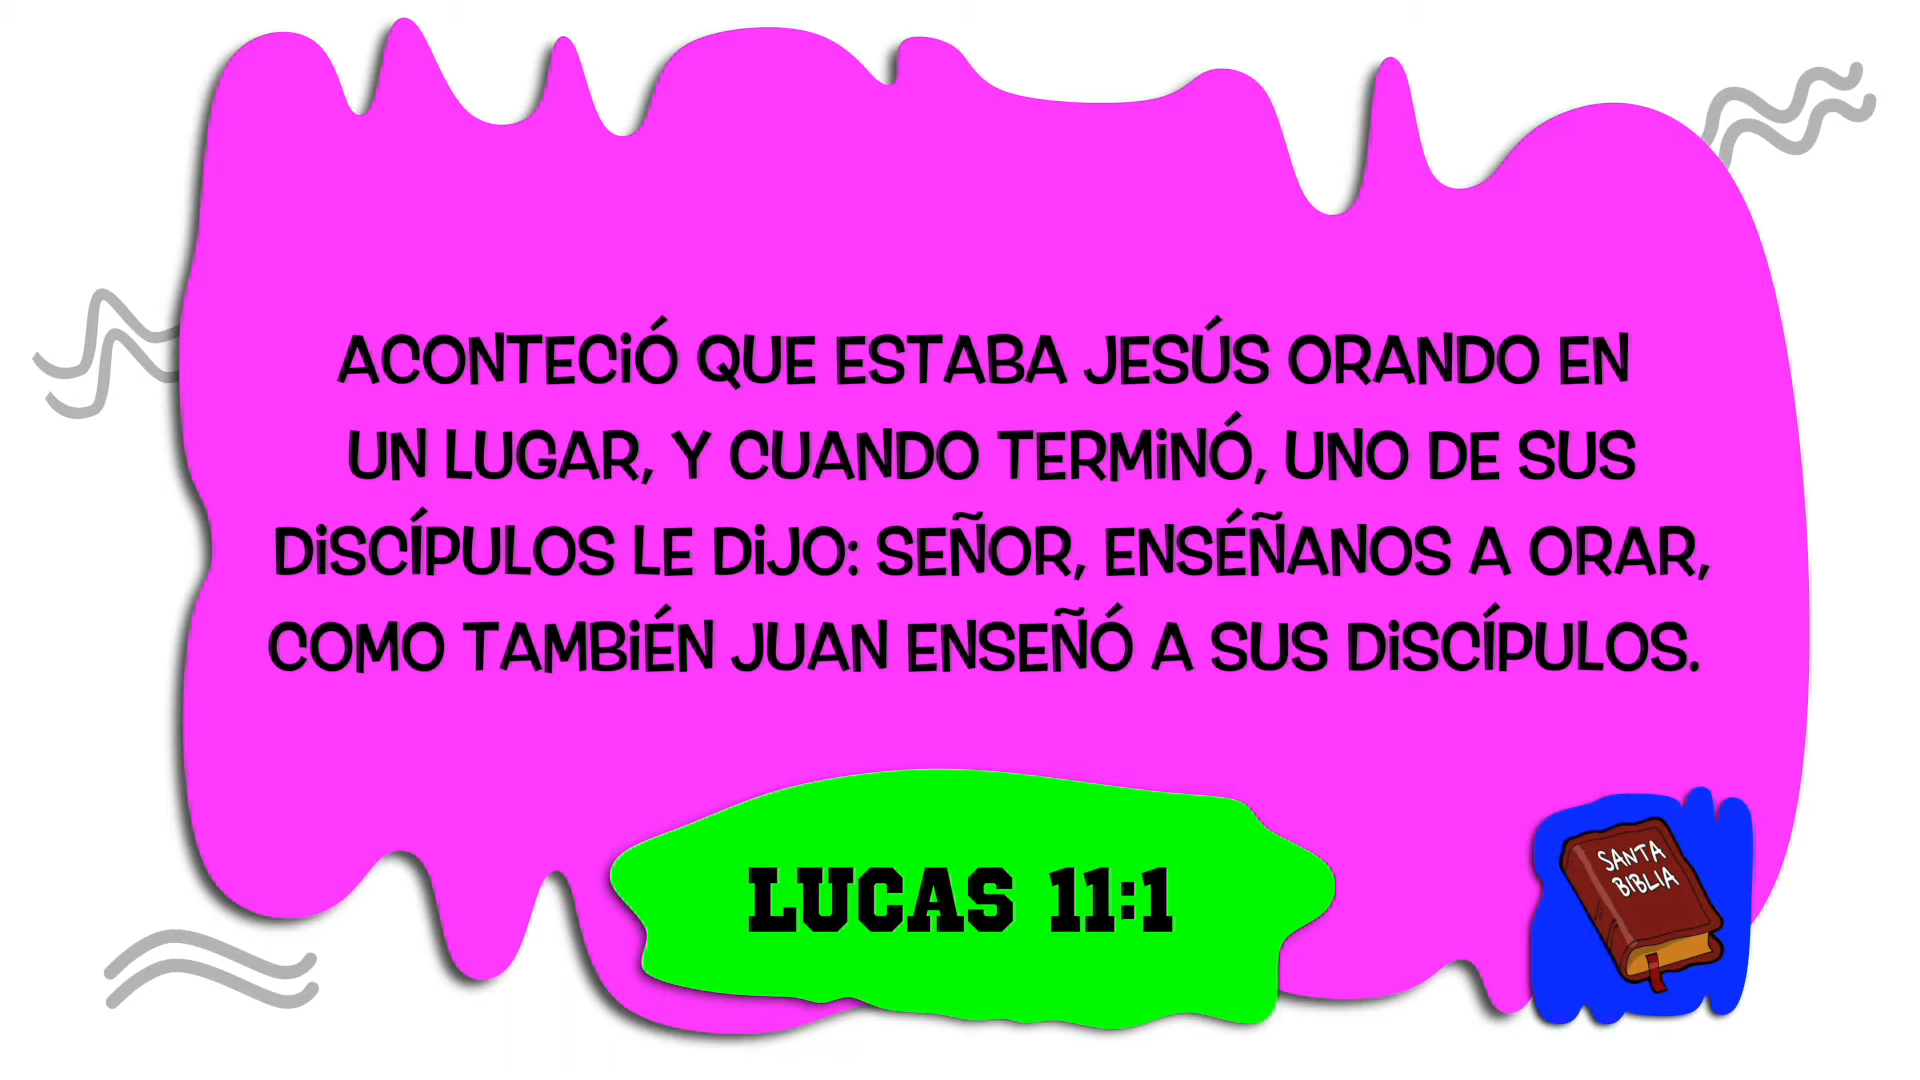 ACONTECiÓ QUE ESTABA JESÚS ORANDO EN
UN LUGAR, Y CUANDO TERMiNÓ, UNO DE SUS
DiSCÍPULOS LE DiJO: SEÑOR, ENSÉÑANOS A ORAR,
COMO TAMBiÉN JUAN ENSEÑÓ A SUS DiSCÍPULOS.
LUCAS 11:1
SANTA
BIBLIA